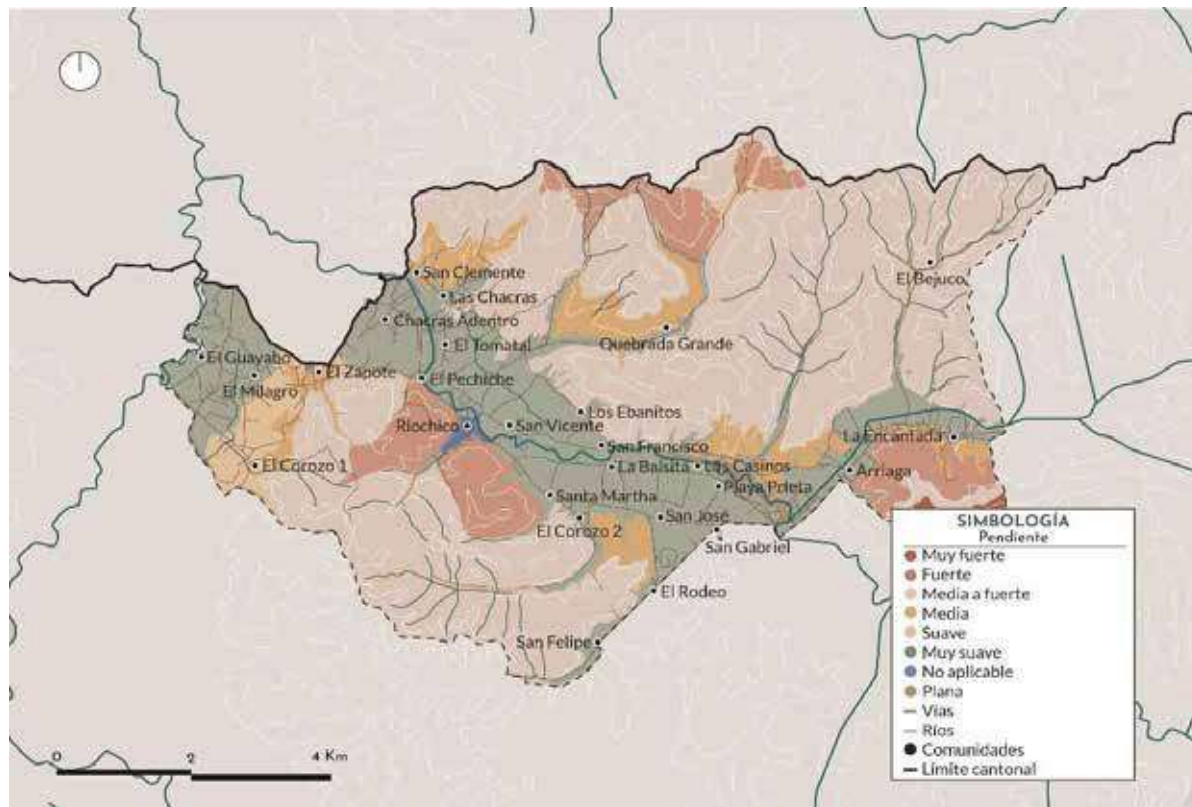 San Clemente
El Bejuco
Las Chacras
Chacras Adentro
Quebrada Grande
El Tomatal
El Guayabo
El Zapote
El Milagro
El Pechiche
Los Ebanitos
Riochico
San Vicente
La Encantada
San Francisco
El Corozo 1
La Balsita
Los Casinos
Arriaga
Playa Prieta
Santa Martha
El Corozo 2
San José
San Gabriel
El Rodeo
San Felipe
SIMBOLOGÍA
Pendiente
Muy fuerte
Fuerte
Media a fuerte
Media
Suave
Muy suave
No aplicable
Plana
Vías
Ríos
Comunidades
Límite cantonal
0 2 4 Km